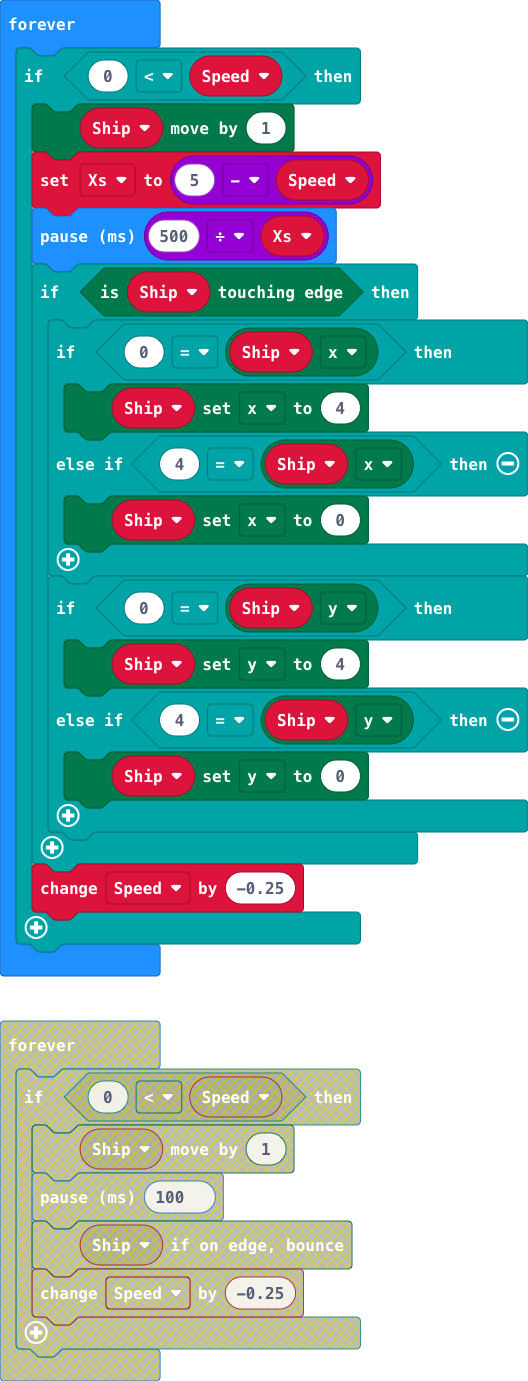 forever
if 0 < Speed then
Ship move by 1
set Xs to 5 - Speed
pause (ms) 500 ÷ Xs
if is Ship touching edge then
if 0 = Ship x then
Ship set x to 4
else if 4 = Ship x then
Ship set x to 0
if 0 = Ship y then
Ship set y to 4
else if 4 = Ship y then
Ship set y to 0
change Speed by -0.25
forever
if 0 < Speed then
Ship move by 1
pause (ms) 100
Ship if on edge, bounce
change Speed by -0.25